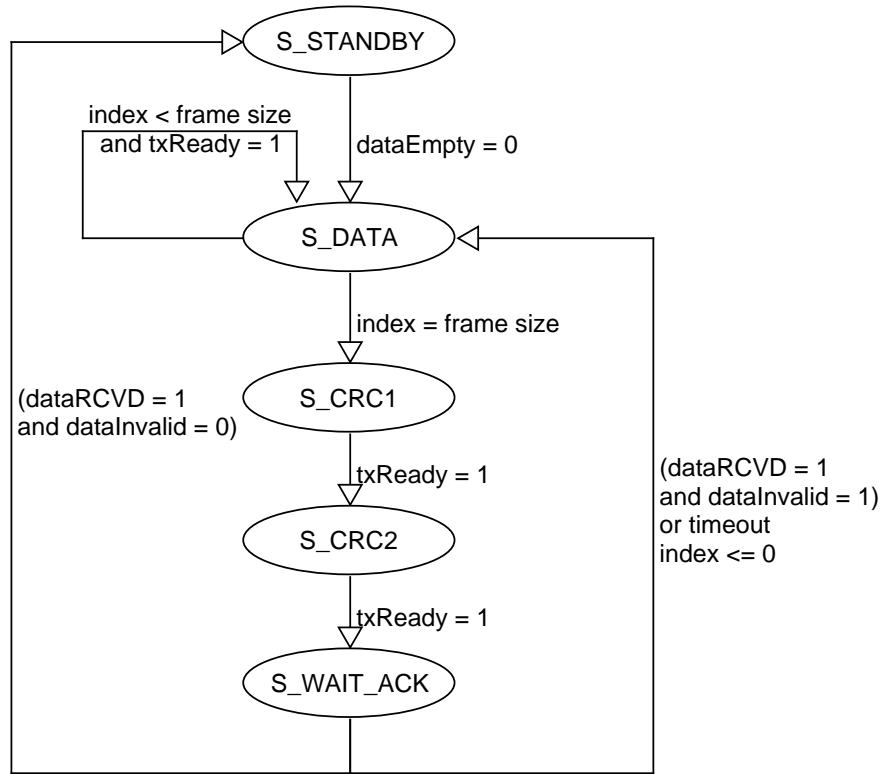 S_STANDBY
index < frame size
and txReady = 1
dataEmpty = 0
S_DATA
index = frame size
S_CRC1
(dataRCVD = 1
and dataInvalid = 0)
txReady = 1
(dataRCVD = 1
and dataInvalid = 1)
or timeout
index <= 0
S_CRC2
txReady = 1
S_WAIT_ACK